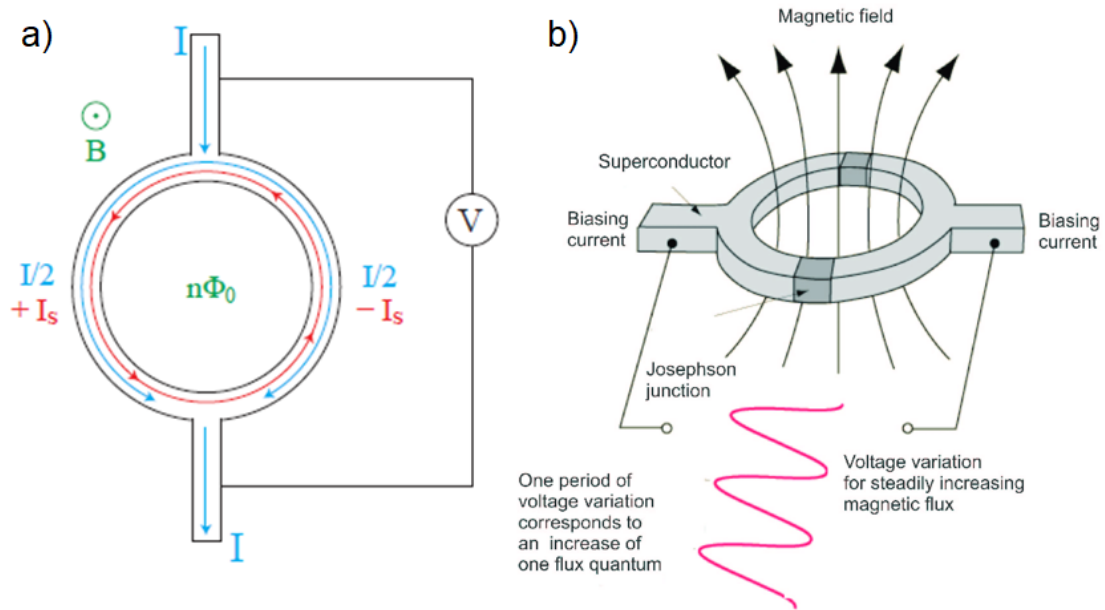 a)
I
B
V
I/2
+ Is
nΦ₀
I/2
− Is
I
b)
Magnetic field
Superconductor
Biasing
current
Biasing
current
Josephson
junction
One period of
voltage variation
corresponds to
an increase of
one flux quantum
Voltage variation
for steadily increasing
magnetic flux